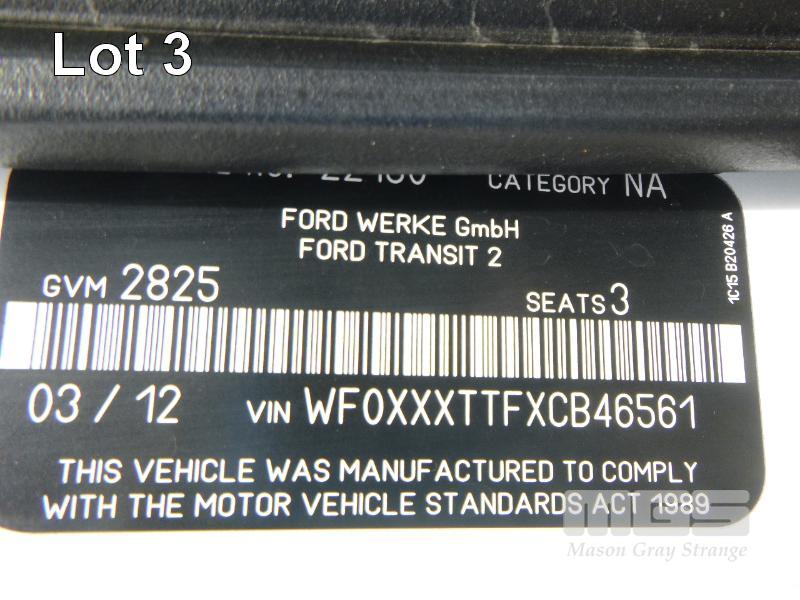 Lot 3
22480 CATEGORY NA
FORD WERKE GmbH
FORD TRANSIT 2
GVM 2825
SEATS 3
1C15 B20426 A
03 / 12 VIN WF0XXXTTFXCB46561
THIS VEHICLE WAS MANUFACTURED TO COMPLY
WITH THE MOTOR VEHICLE STANDARDS ACT 1989
MGS
Mason Gray Strange